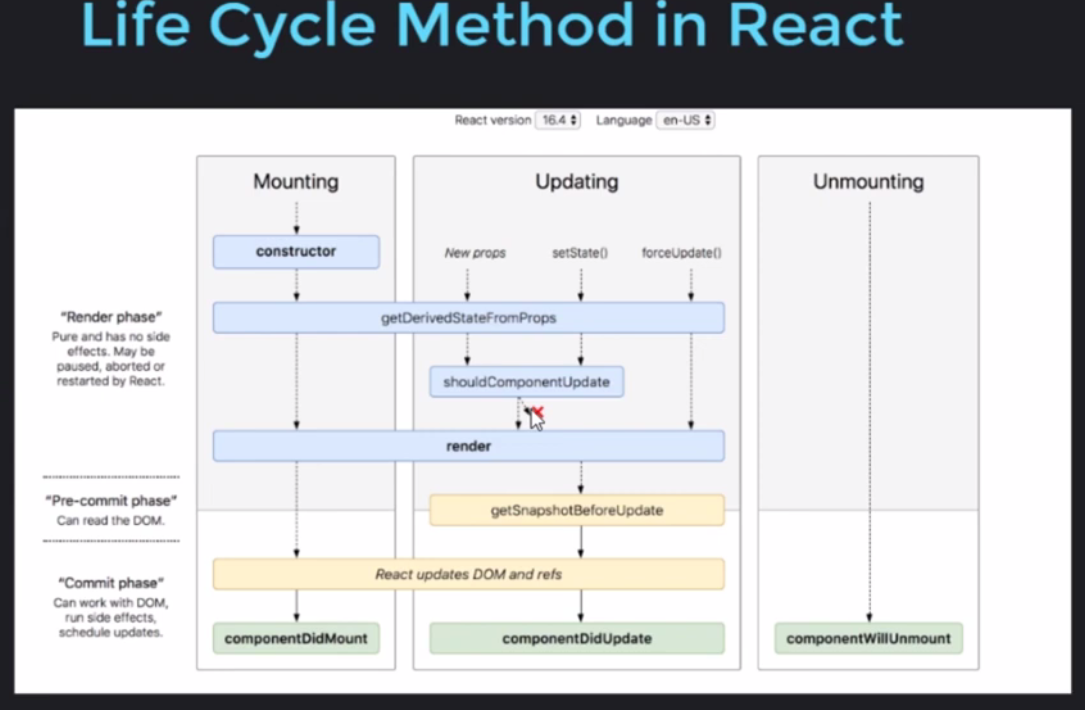 Life Cycle Method in React
React version 16.4 Language en-US
Mounting
Updating
Unmounting
constructor
New props
setState()
forceUpdate()
"Render phase"
Pure and has no side
effects. May be
paused, aborted or
restarted by React.
getDerivedStateFromProps
shouldComponentUpdate
render
"Pre-commit phase"
Can read the DOM.
getSnapshotBeforeUpdate
"Commit phase"
Can work with DOM,
run side effects,
schedule updates.
React updates DOM and refs
componentDidMount
componentDidUpdate
componentWillUnmount